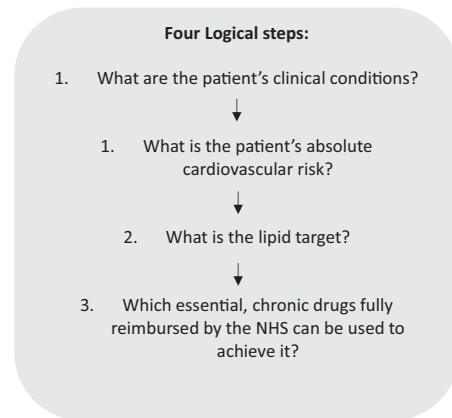 Four Logical steps:
1. What are the patient's clinical conditions?
1. What is the patient's absolute
cardiovascular risk?
2. What is the lipid target?
3. Which essential, chronic drugs fully
reimbursed by the NHS can be used to
achieve it?